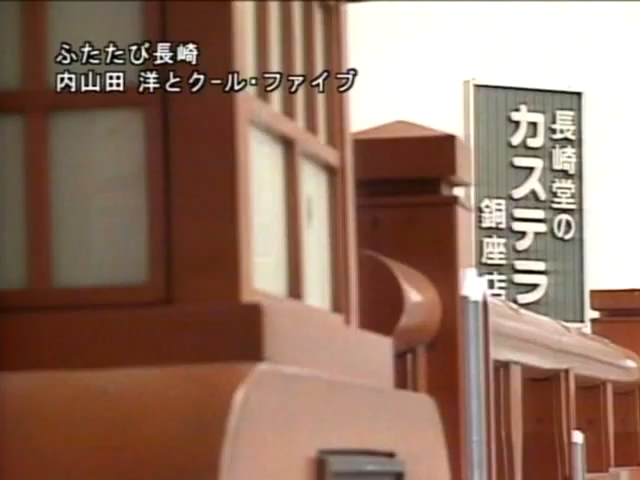 ふたたび長崎
内山田 洋とクール・ファイブ
長崎堂の
カステラ
銅座店